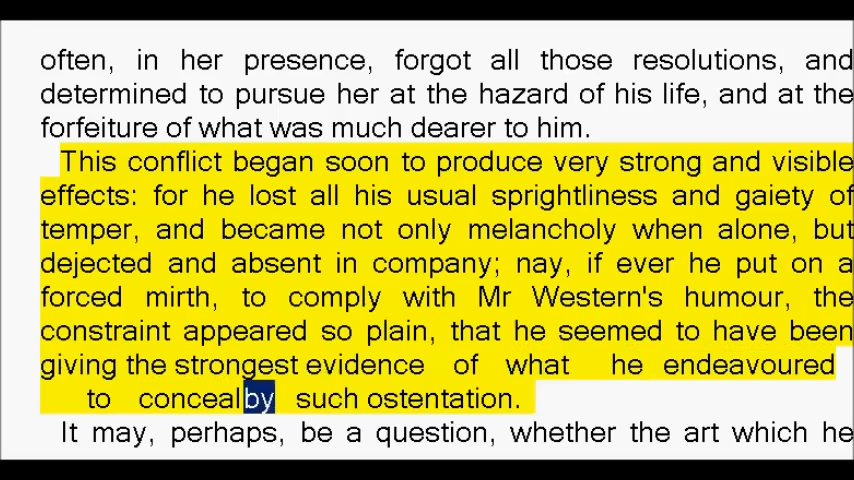 often, in her presence, forgot all those resolutions, and
determined to pursue her at the hazard of his life, and at the
forfeiture of what was much dearer to him.
This conflict began soon to produce very strong and visible
effects: for he lost all his usual sprightliness and gaiety of
temper, and became not only melancholy when alone, but
dejected and absent in company; nay, if ever he put on a
forced mirth, to comply with Mr Western's humour, the
constraint appeared so plain, that he seemed to have been
giving the strongest evidence of what he endeavoured
to conceal by such ostentation.
It may, perhaps, be a question, whether the art which he